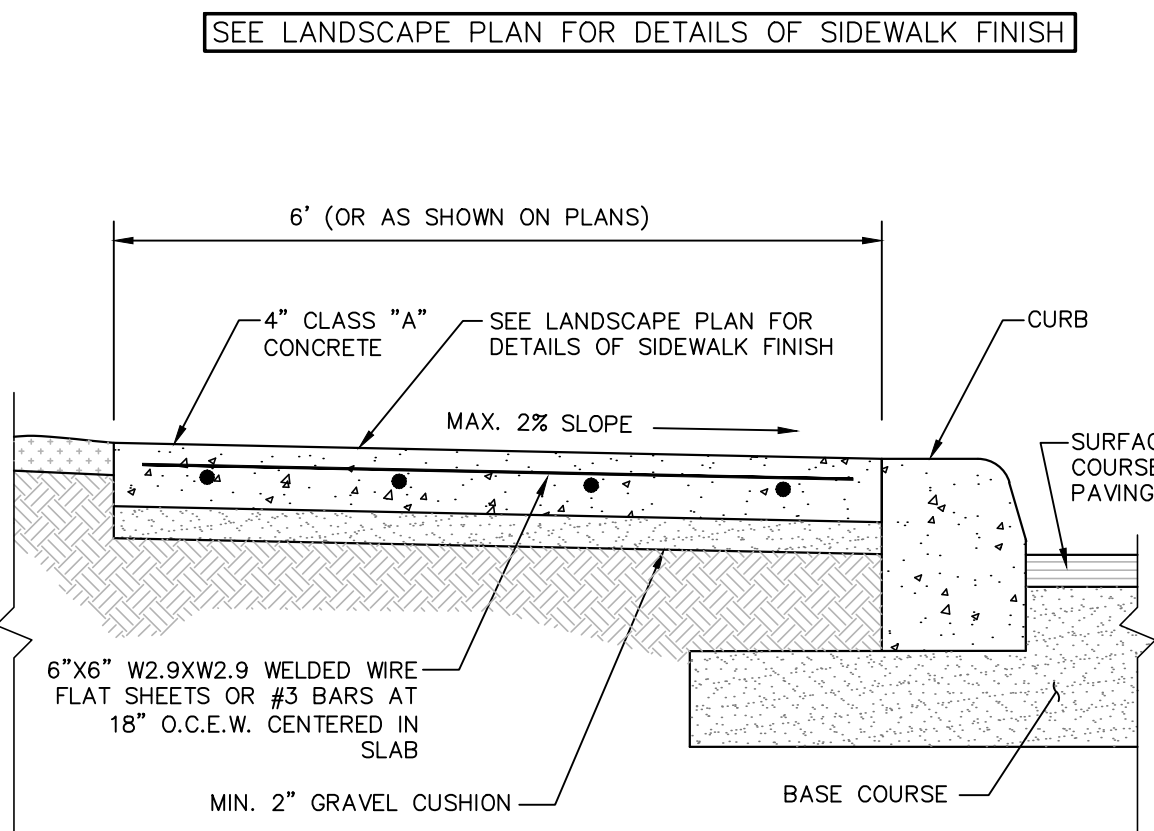 SEE LANDSCAPE PLAN FOR DETAILS OF SIDEWALK FINISH
6' (OR AS SHOWN ON PLANS)
4" CLASS "A"
CONCRETE
SEE LANDSCAPE PLAN FOR
DETAILS OF SIDEWALK FINISH
CURB
MAX. 2% SLOPE
COURSE
PAVING
6"X6" W2.9XW2.9 WELDED WIRE
FLAT SHEETS OR #3 BARS AT
18" O.C.E.W. CENTERED IN
SLAB
MIN. 2" GRAVEL CUSHION
BASE COURSE